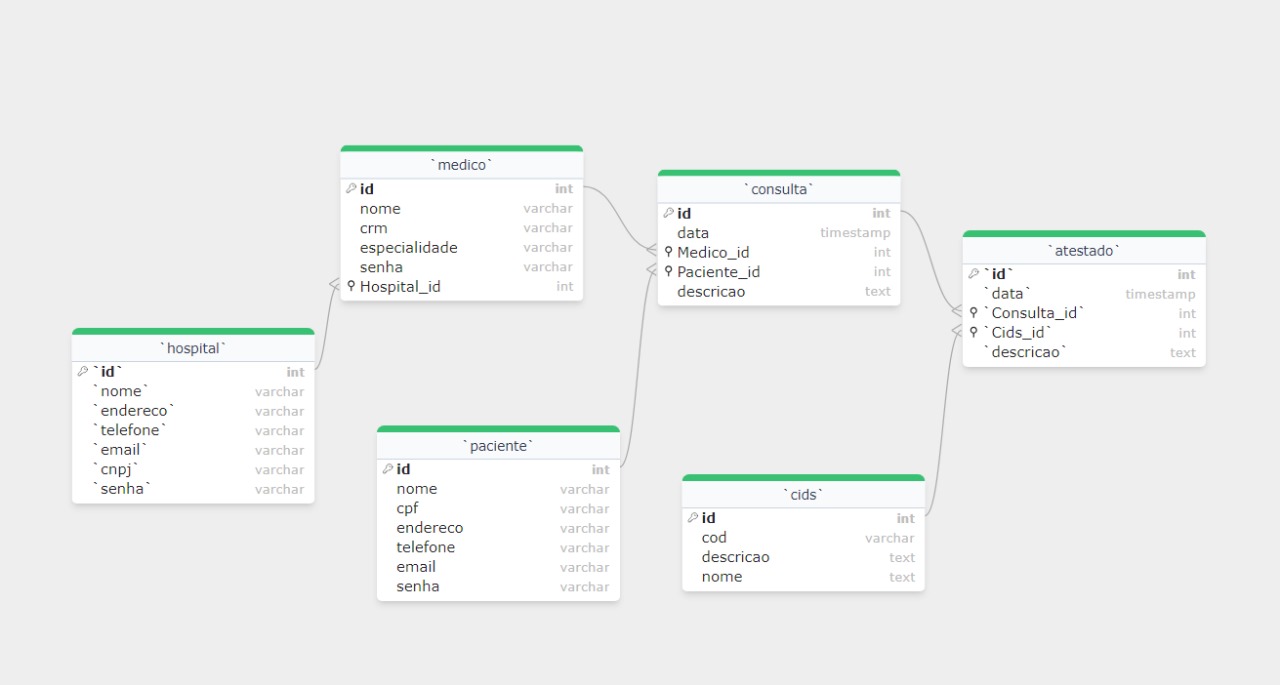 `medico`
id int
nome varchar
crm varchar
especialidade varchar
senha varchar
Hospital_id int
`consulta`
id int
data timestamp
Medico_id int
Paciente_id int
descricao text
`atestado`
`id` int
`data` timestamp
`Consulta_id` int
`Cids_id` int
`descricao` text
`hospital`
`id` int
`nome` varchar
`endereco` varchar
`telefone` varchar
`email` varchar
`cnpj` varchar
`senha` varchar
`paciente`
id int
nome varchar
cpf varchar
endereco varchar
telefone varchar
email varchar
senha varchar
`cids`
id int
cod varchar
descricao text
nome text